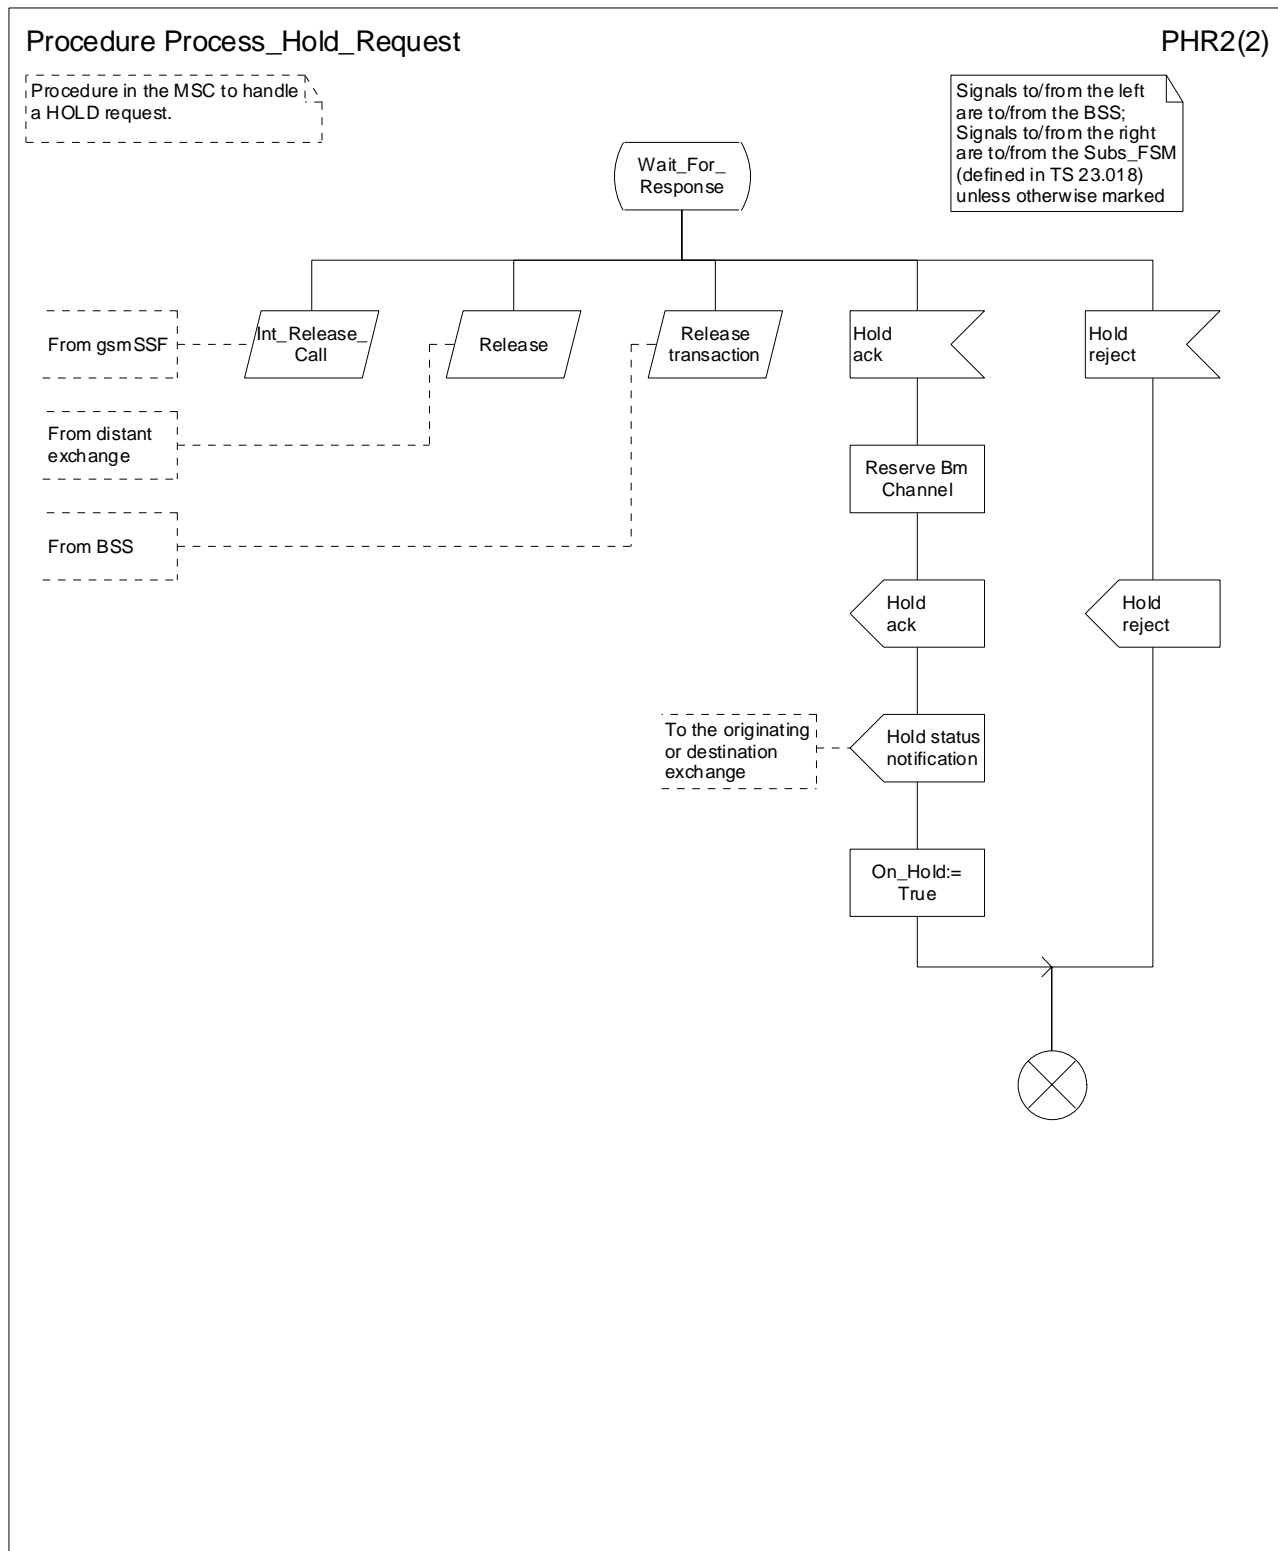 Procedure Process_Hold_Request
PHR2(2)
Procedure in the MSC to handle
a HOLD request.
Signals to/from the left
are to/from the BSS;
Signals to/from the right
are to/from the Subs_FSM
(defined in TS 23.018)
unless otherwise marked
Wait_For_
Response
From gsmSSF
Int_Release_
Call
Release
Release
transaction
Hold
ack
Hold
reject
From distant
exchange
Reserve Bm
Channel
From BSS
Hold
ack
Hold
reject
To the originating
or destination
exchange
Hold status
notification
On_Hold:=
True